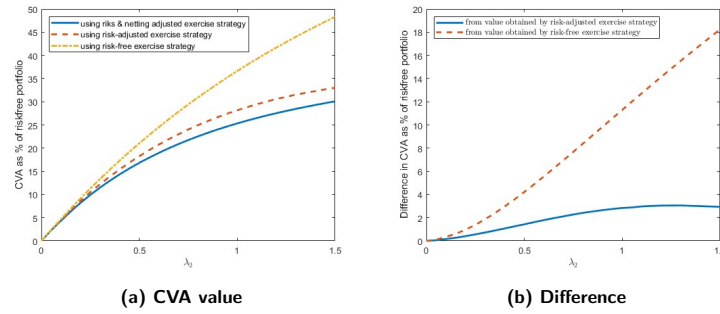 CVA as % of riskfree portfolio
50
45
40
35
30
25
20
15
10
5
0
using riks & netting adjusted exercise strategy
using risk-adjusted exercise strategy
using risk-free exercise strategy
0
0.5
1
1.5
λ2
(a) CVA value
Difference in CVA as % of riskfree portfolio
20
18
16
14
12
10
8
6
4
2
0
from value obtained by risk-adjusted exercise strategy
from value obtained by risk-free exercise strategy
0
0.5
1
1.5
λ2
(b) Difference